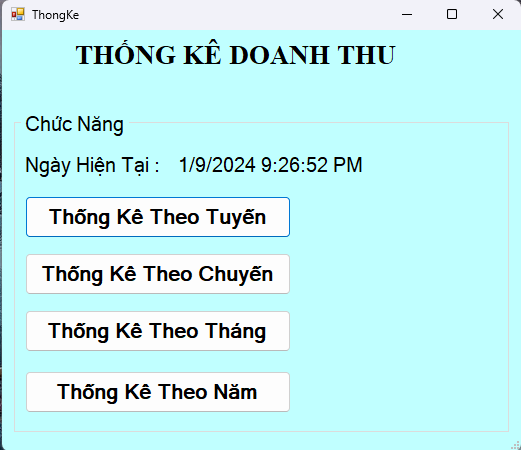 ThongKe
THỐNG KÊ DOANH THU
Chức Năng
Ngày Hiện Tại : 1/9/2024 9:26:52 PM
Thống Kê Theo Tuyến
Thống Kê Theo Chuyến
Thống Kê Theo Tháng
Thống Kê Theo Năm